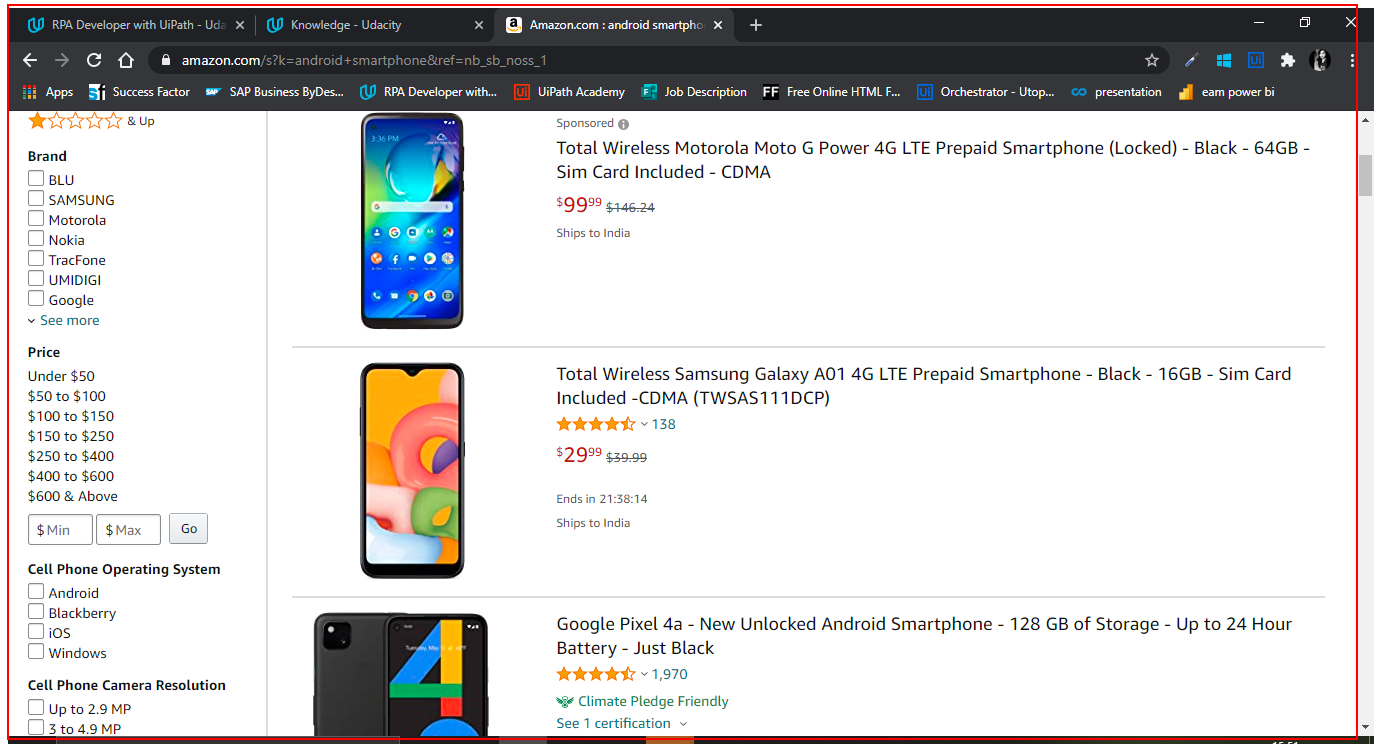 RPA Developer with UiPath - Uda
Knowledge - Udacity
Amazon.com : android smartpho
amazon.com/s?k=android+smartphone&ref=nb_sb_noss_1
Apps
Success Factor
SAP Business ByDes...
RPA Developer with...
UiPath Academy
Job Description
FF Free Online HTML F...
Orchestrator - Utop...
presentation
eam power bi
& Up
Brand
BLU
SAMSUNG
Motorola
Nokia
TracFone
UMIDIGI
Google
See more
Price
Under $50
$50 to $100
$100 to $150
$150 to $250
$250 to $400
$400 to $600
$600 & Above
$ Min
$ Max
Go
Cell Phone Operating System
Android
Blackberry
iOS
Windows
Cell Phone Camera Resolution
Up to 2.9 MP
3 to 4.9 MP
3:36 PM
Sponsored
Total Wireless Motorola Moto G Power 4G LTE Prepaid Smartphone (Locked) - Black - 64GB -
Sim Card Included - CDMA
$99.99 $146.24
Ships to India
Total Wireless Samsung Galaxy A01 4G LTE Prepaid Smartphone - Black - 16GB - Sim Card
Included -CDMA (TWSAS111DCP)
138
$29.99 $39.99
Ends in 21:38:14
Ships to India
Google Pixel 4a - New Unlocked Android Smartphone - 128 GB of Storage - Up to 24 Hour
Battery - Just Black
1,970
Climate Pledge Friendly
See 1 certification